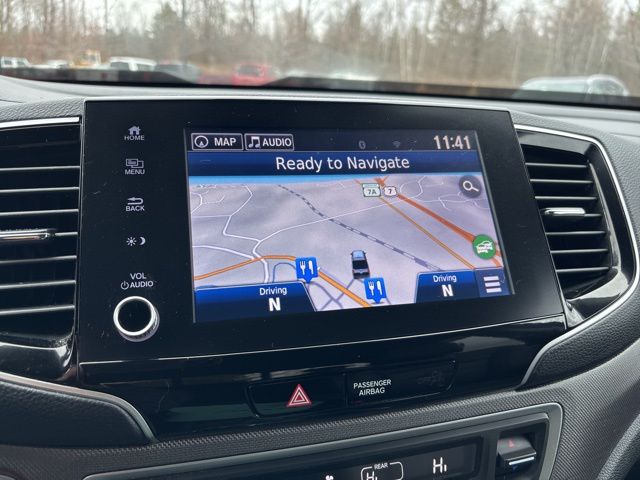 HOME
MENU
BACK
VOL
AUDIO
MAP
AUDIO
11:41
Ready to Navigate
7A
7
Driving
N
Driving
N
PASSENGER
AIRBAG
REAR
Hi
Hi